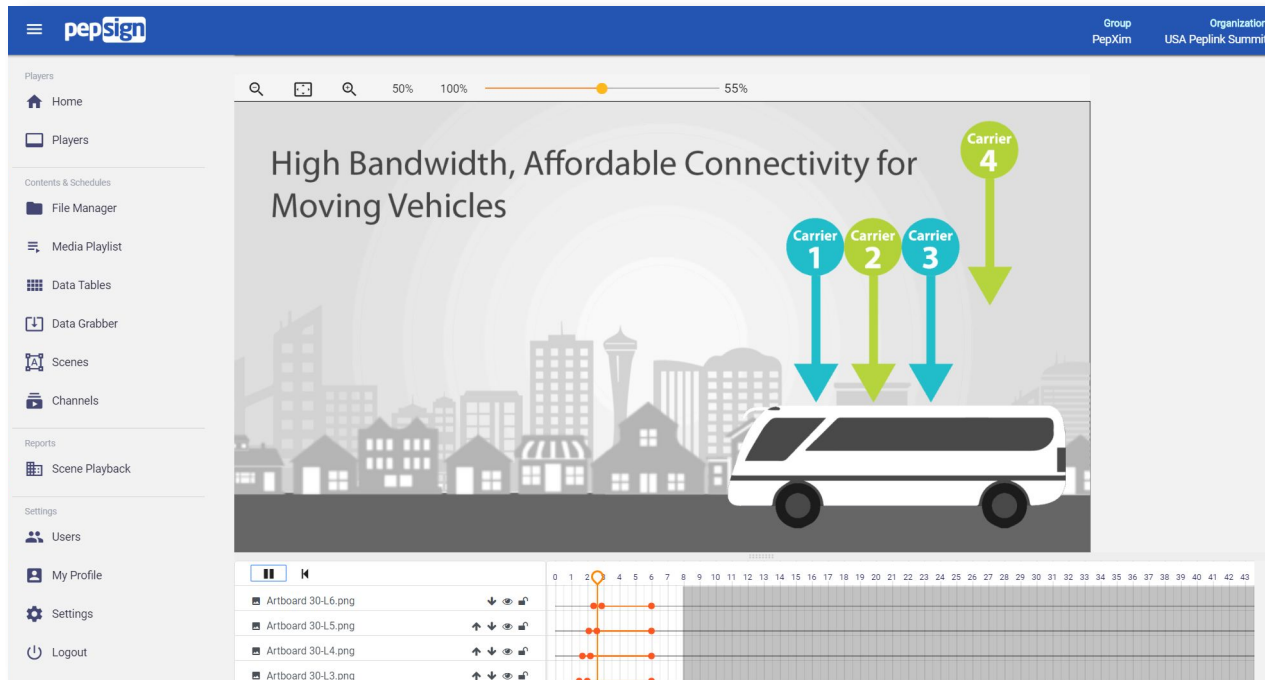 pepsign
Group
PepXim
Organization
USA Peplink Summit
Players
Home
Players
Contents & Schedules
File Manager
Media Playlist
Data Tables
Data Grabber
Scenes
Channels
Reports
Scene Playback
Settings
Users
My Profile
Settings
Logout
50% 100% 55%
High Bandwidth, Affordable Connectivity for
Moving Vehicles
Carrier
4
Carrier
1
Carrier
2
Carrier
3
0 1 2 4 5 6 7 8 9 10 11 12 13 14 15 16 17 18 19 20 21 22 23 24 25 26 27 28 29 30 31 32 33 34 35 36 37 38 39 40 41 42 43
Artboard 30-L6.png
Artboard 30-L5.png
Artboard 30-L4.png
Artboard 30-L3.png